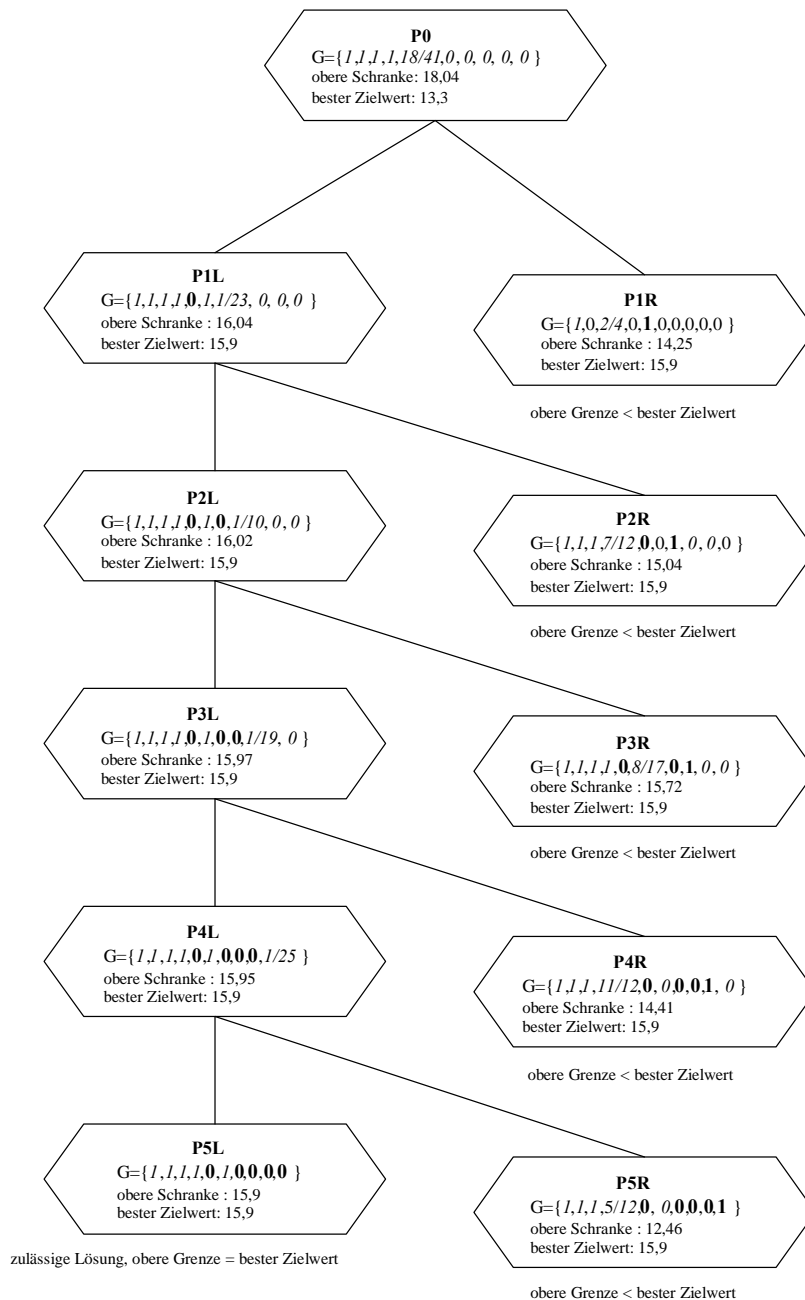 P0
G={1,1,1,1,18/41,0, 0, 0, 0, 0 }
obere Schranke: 18,04
bester Zielwert: 13,3
P1L
G={1,1,1,1,0,1,1/23, 0, 0,0 }
obere Schranke : 16,04
bester Zielwert: 15,9
P1R
G={1,0,2/4,0,1,0,0,0,0,0 }
obere Schranke : 14,25
bester Zielwert: 15,9
obere Grenze < bester Zielwert
P2L
G={1,1,1,1,0,1,0,1/10, 0, 0 }
obere Schranke : 16,02
bester Zielwert: 15,9
P2R
G={1,1,1,7/12,0,0,1, 0, 0,0 }
obere Schranke : 15,04
bester Zielwert: 15,9
obere Grenze < bester Zielwert
P3L
G={1,1,1,1,0,1,0,0,1/19, 0 }
obere Schranke : 15,97
bester Zielwert: 15,9
P3R
G={1,1,1,1,0,8/17,0,1, 0, 0 }
obere Schranke : 15,72
bester Zielwert: 15,9
obere Grenze < bester Zielwert
P4L
G={1,1,1,1,0,1,0,0,0,1/25 }
obere Schranke : 15,95
bester Zielwert: 15,9
P4R
G={1,1,1,11/12,0, 0,0,0,1, 0 }
obere Schranke : 14,41
bester Zielwert: 15,9
obere Grenze < bester Zielwert
P5L
G={1,1,1,1,0,1,0,0,0,0 }
obere Schranke : 15,9
bester Zielwert: 15,9
zulässige Lösung, obere Grenze = bester Zielwert
P5R
G={1,1,1,5/12,0, 0,0,0,0,1 }
obere Schranke : 12,46
bester Zielwert: 15,9
obere Grenze < bester Zielwert